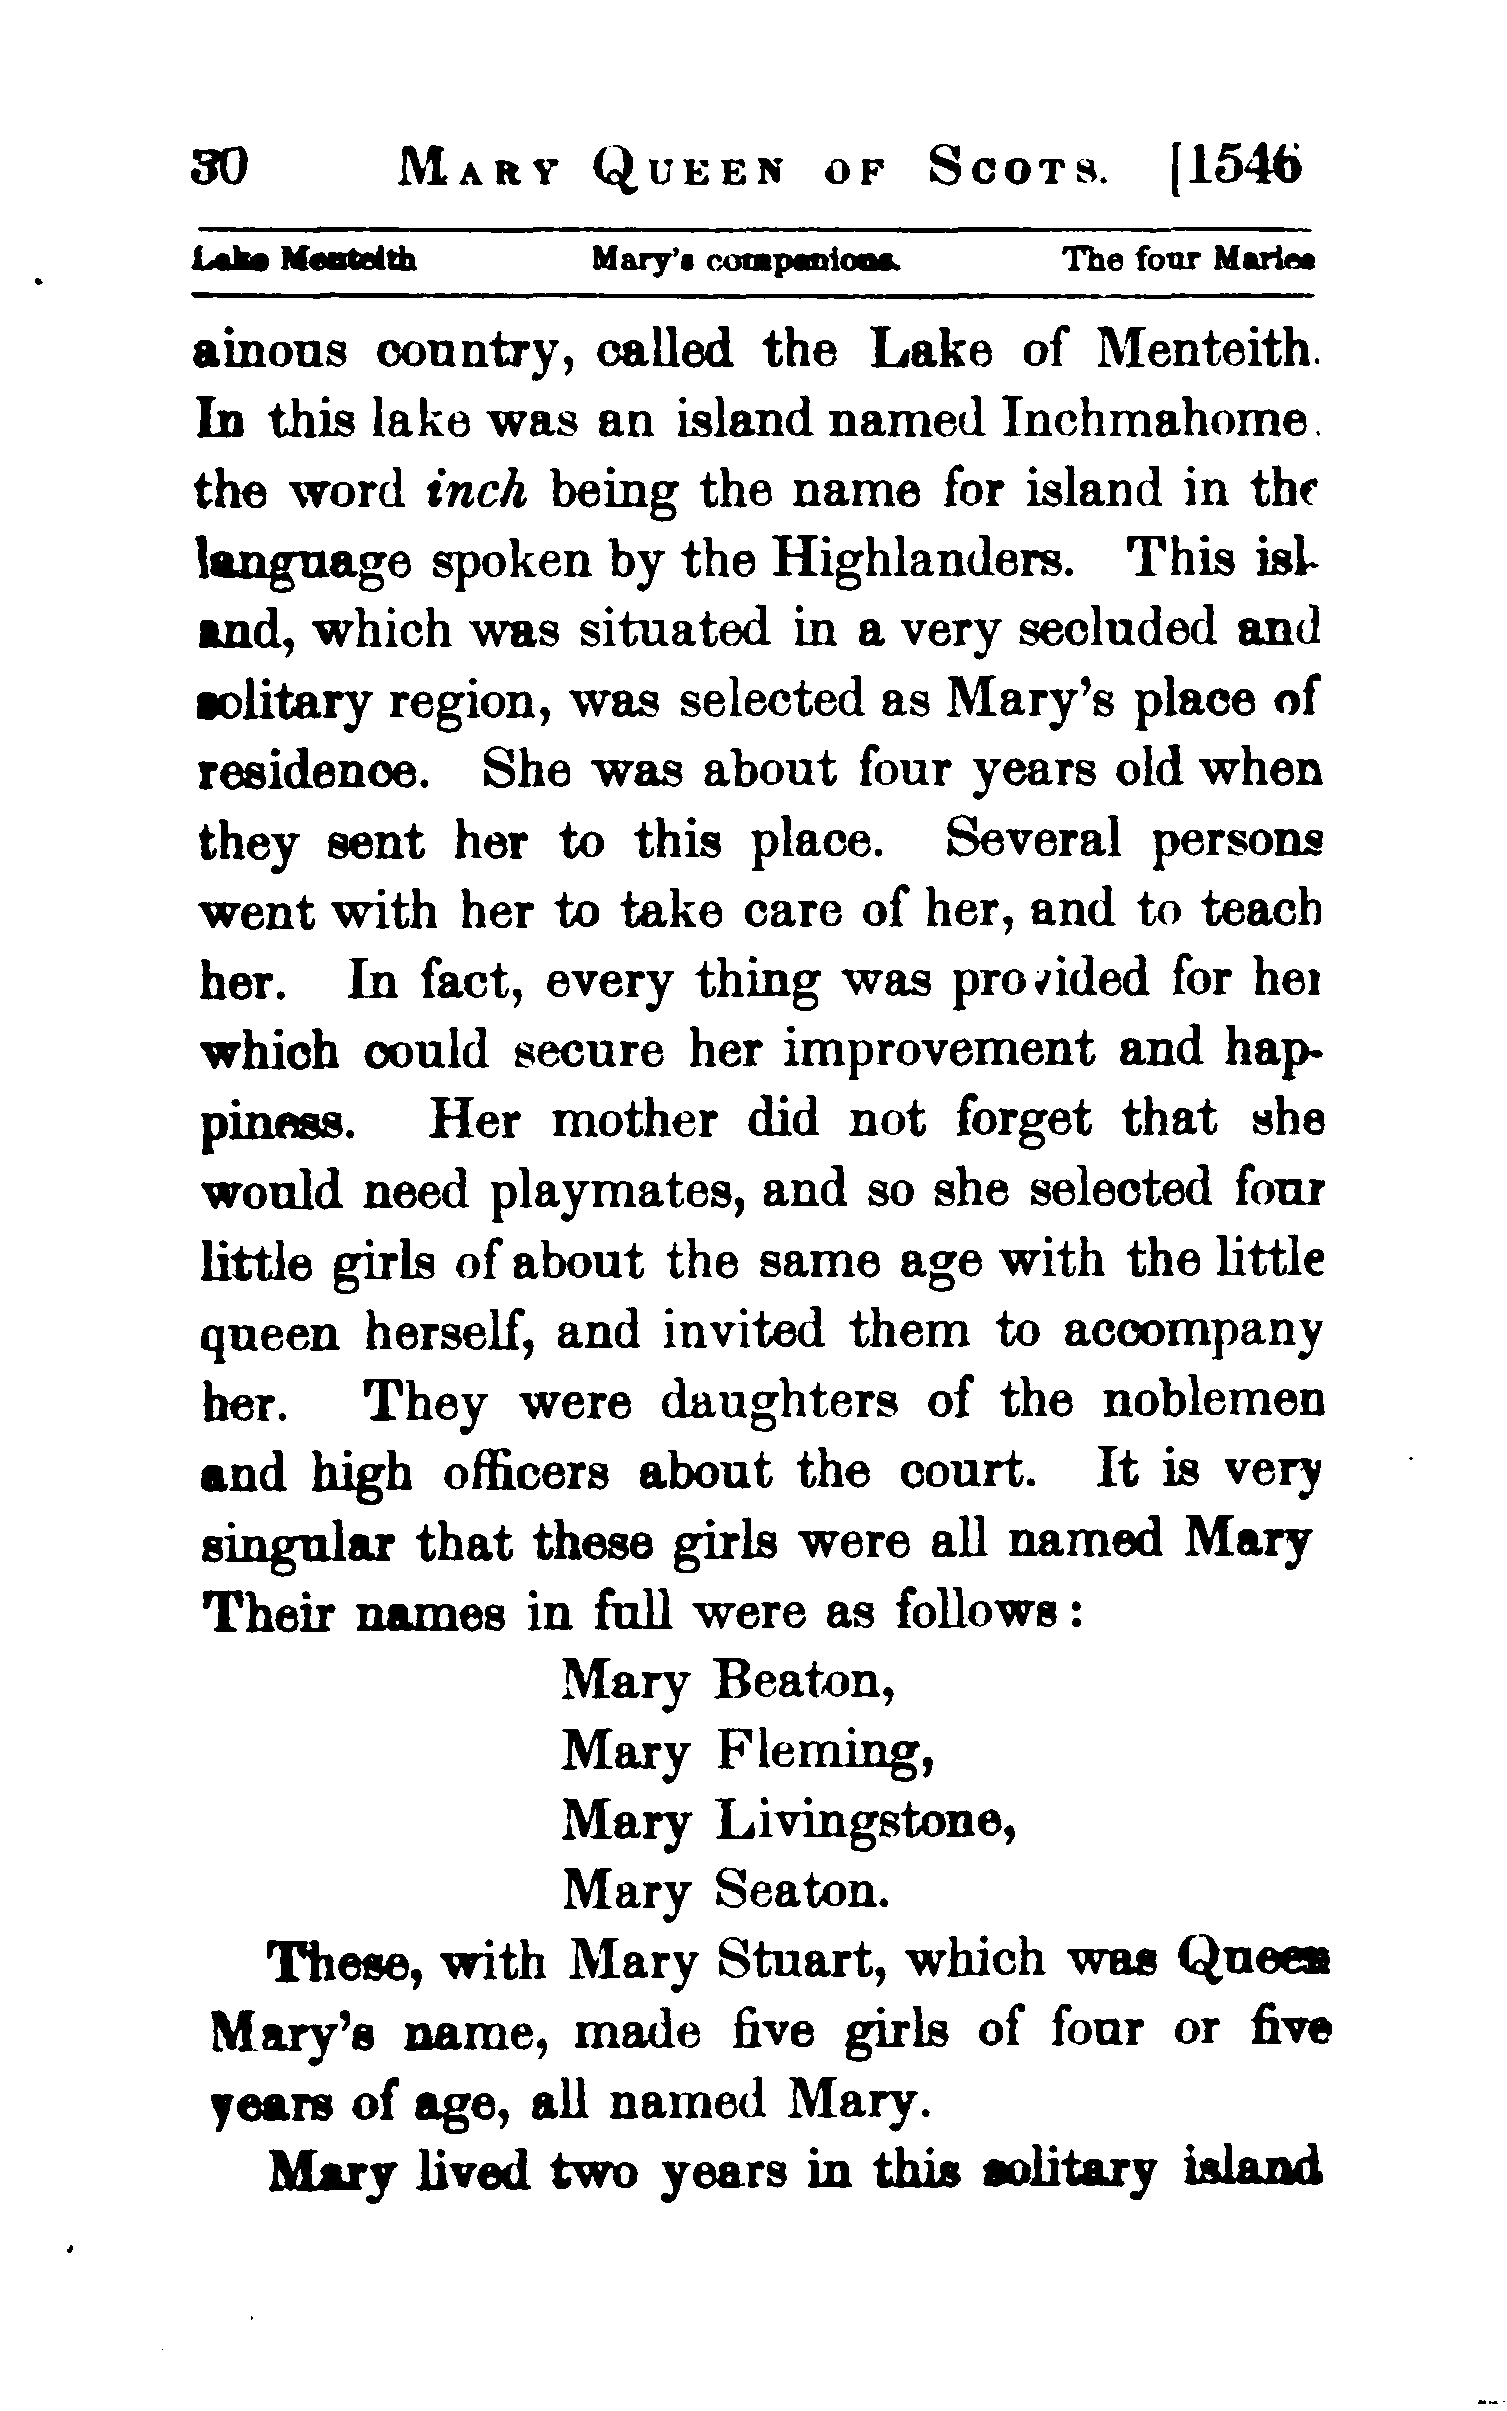 30 MARY QUEEN OF SCOTS. [1546
Lake Menteith Mary's companions. The four Maries
ainous country, called the Lake of Menteith.
In this lake was an island named Inchmahome.
the word inch being the name for island in the
language spoken by the Highlanders. This isl-
and, which was situated in a very secluded and
solitary region, was selected as Mary's place of
residence. She was about four years old when
they sent her to this place. Several persons
went with her to take care of her, and to teach
her. In fact, every thing was provided for her
which could secure her improvement and hap-
piness. Her mother did not forget that she
would need playmates, and so she selected four
little girls of about the same age with the little
queen herself, and invited them to accompany
her. They were daughters of the noblemen
and high officers about the court. It is very
singular that these girls were all named Mary
Their names in full were as follows:
Mary Beaton,
Mary Fleming,
Mary Livingstone,
Mary Seaton.
These, with Mary Stuart, which was Queen
Mary's name, made five girls of four or five
years of age, all named Mary.
Mary lived two years in this solitary island